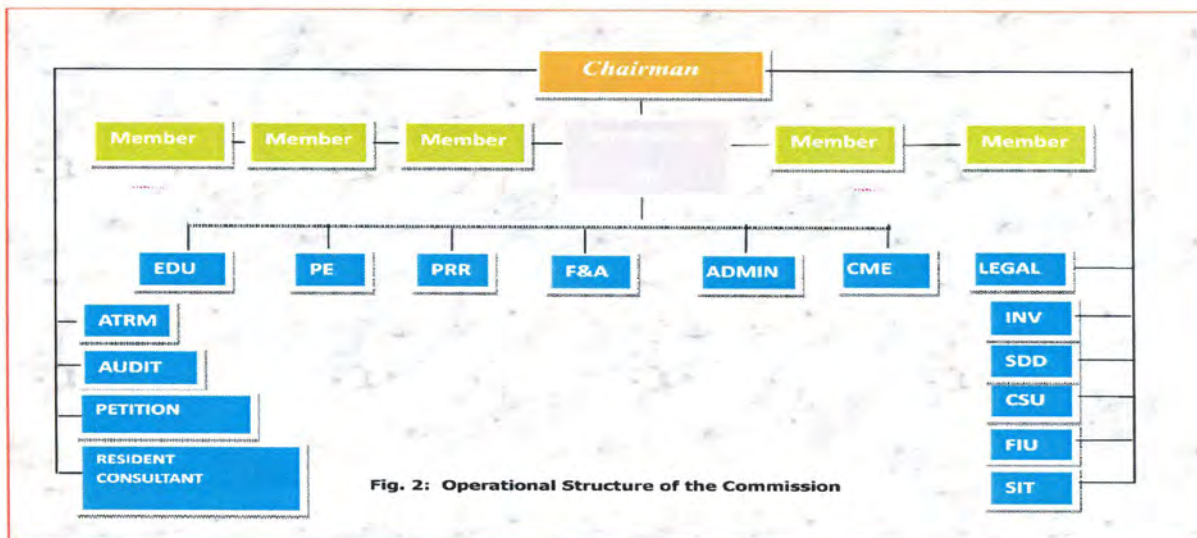 Chairman
Member
Member
Member
Member
Member
EDU
PE
PRR
F&A
ADMIN
CME
LEGAL
ATRM
AUDIT
PETITION
RESIDENT
CONSULTANT
INV
SDD
CSU
FIU
SIT
Fig. 2: Operational Structure of the Commission